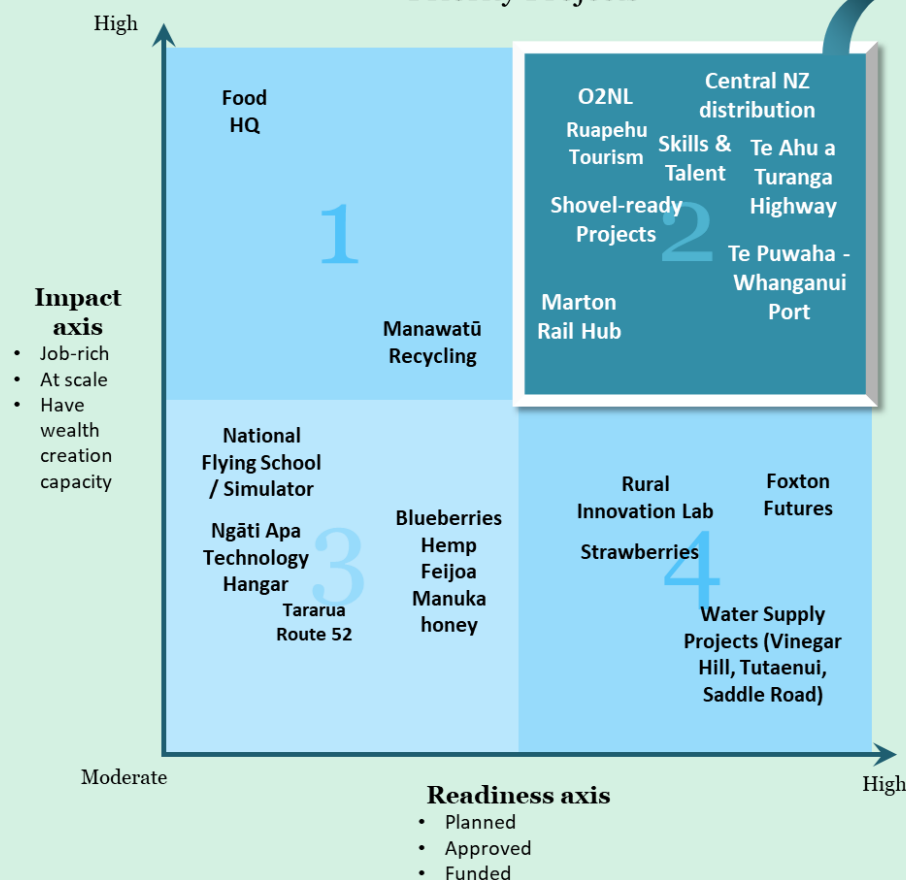 Priority Projects
High
Food
HQ
1
Manawatū
Recycling
O2NL
Central NZ
distribution
Ruapehu
Tourism
Skills &
Talent
Te Ahu a
Turanga
Highway
Shovel-ready
Projects
2
Te Puwaha -
Whanganui
Port
Marton
Rail Hub
Impact
axis
• Job-rich
• At scale
• Have
wealth
creation
capacity
National
Flying School
/ Simulator
Ngāti Apa
Technology
Hangar
3
Tararua
Route 52
Blueberries
Hemp
Feijoa
Manuka
honey
Rural
Innovation Lab
Foxton
Futures
Strawberries
4
Water Supply
Projects (Vinegar
Hill, Tutaenui,
Saddle Road)
Moderate
High
Readiness axis
• Planned
• Approved
• Funded